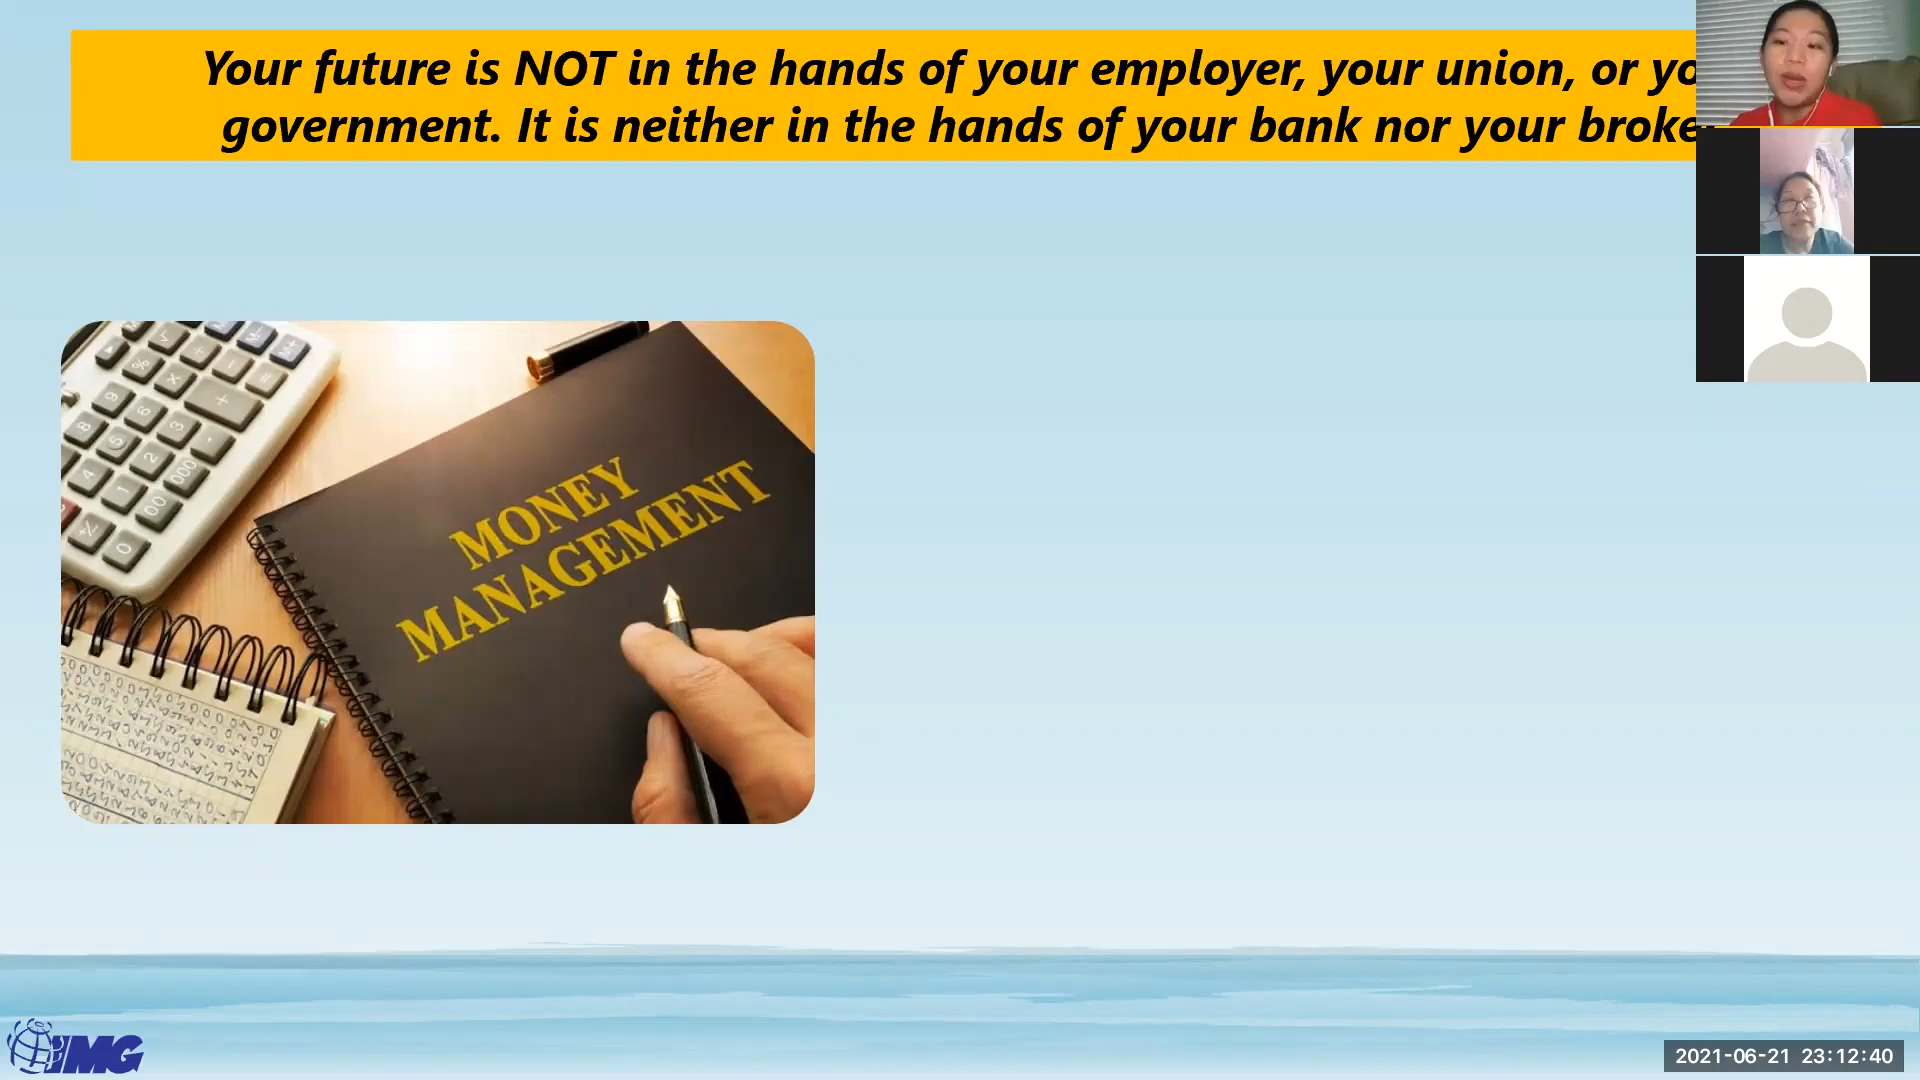 Your future is NOT in the hands of your employer, your union, or yo
government. It is neither in the hands of your bank nor your broke
MONEY
MANAGEMENT
IMG
2021-06-21 23:12:40